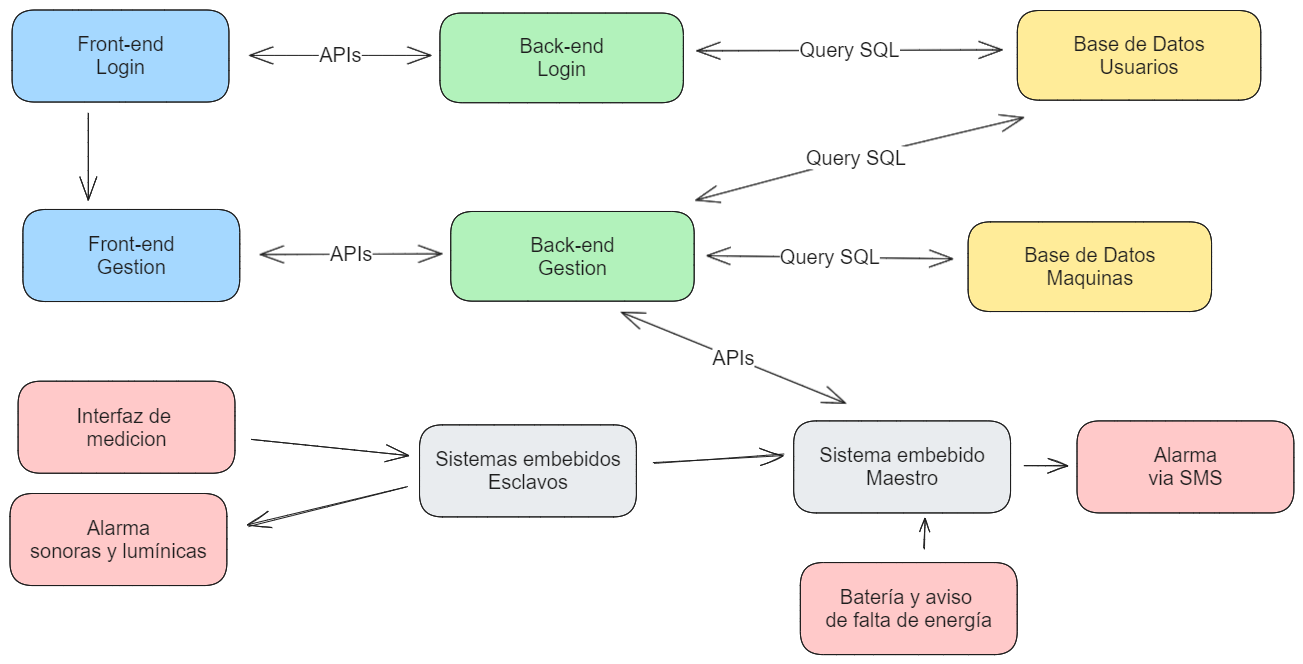 Front-end
Login
APIs
Back-end
Login
Query SQL
Base de Datos
Usuarios
Query SQL
Front-end
Gestion
APIs
Back-end
Gestion
Query SQL
Base de Datos
Maquinas
APIs
Interfaz de
medicion
Sistemas embebidos
Esclavos
Sistema embebido
Maestro
Alarma
via SMS
Alarma
sonoras y lumínicas
Batería y aviso
de falta de energía